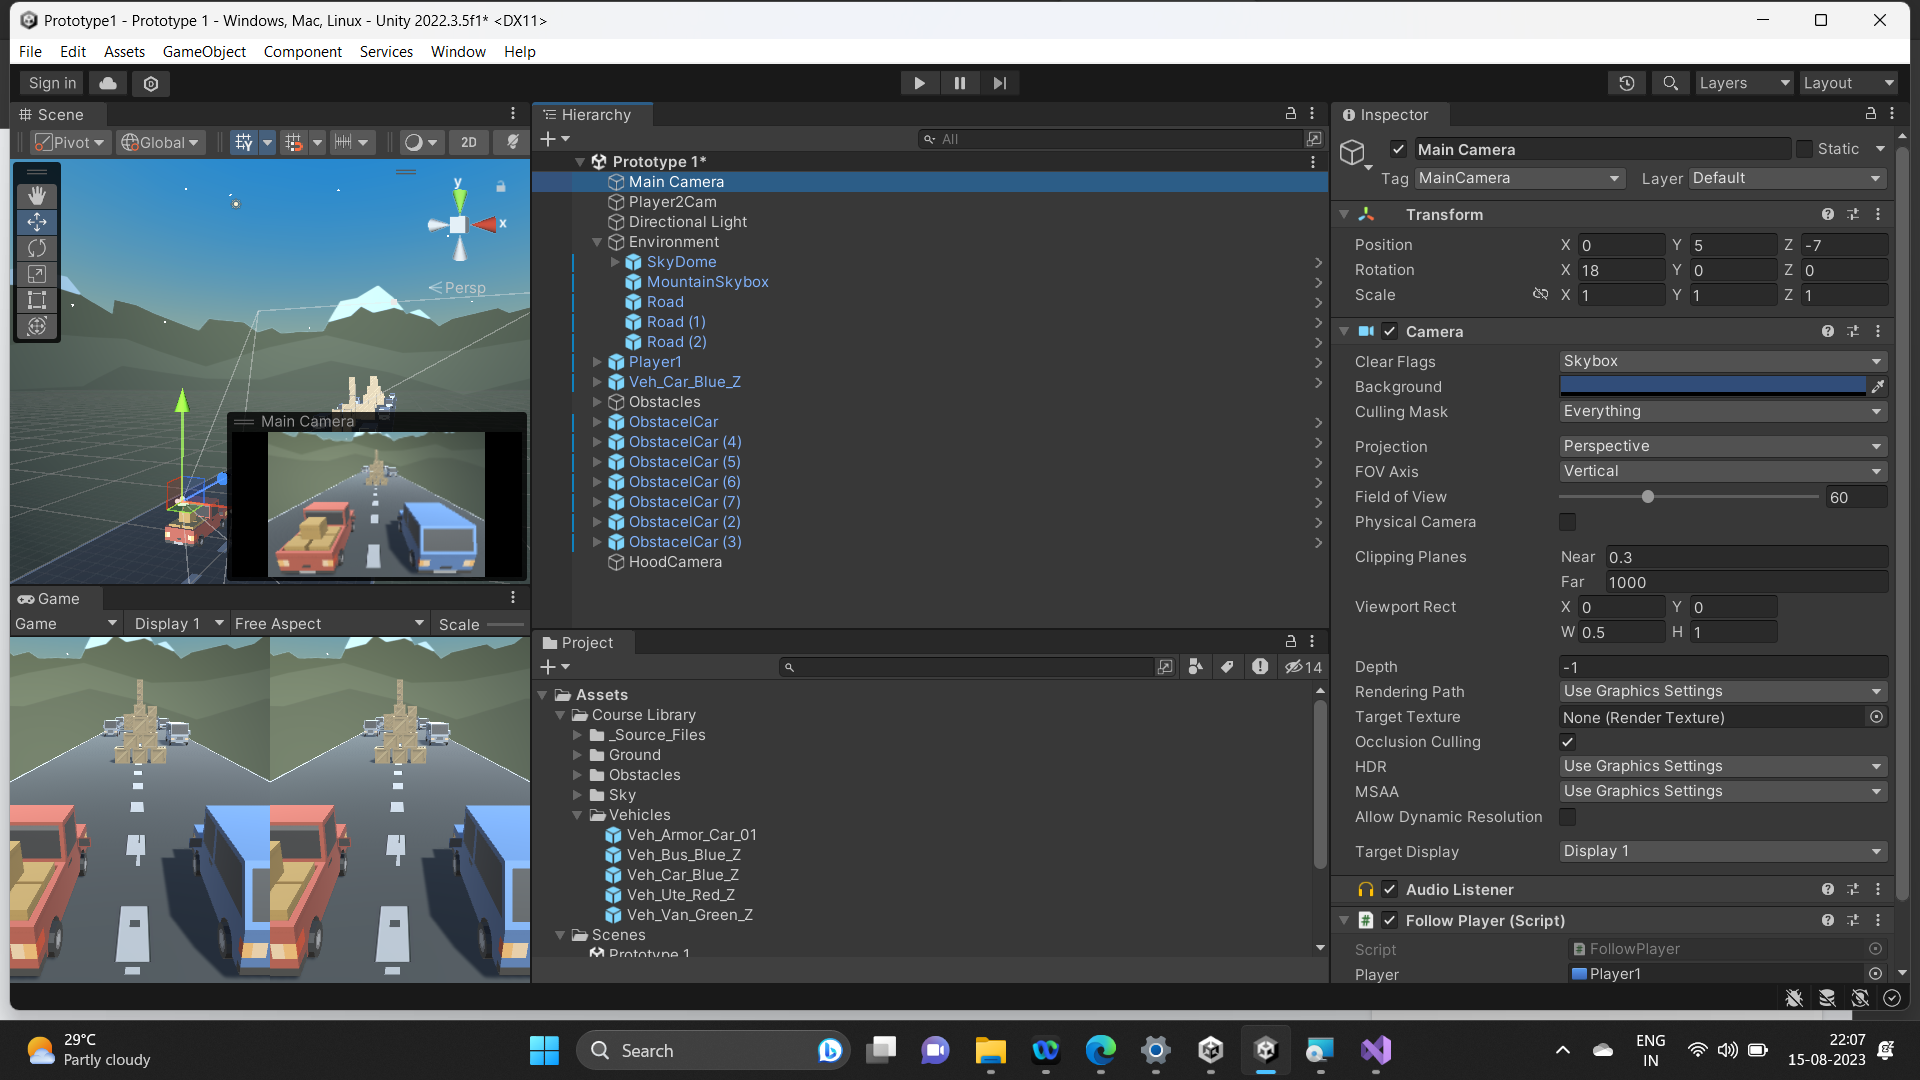 Prototype1 - Prototype 1 - Windows, Mac, Linux - Unity 2022.3.5f1* <DX11>
File Edit Assets GameObject Component Services Window Help
Sign in
Layers
Layout
Scene
Pivot
Global
2D
y
x
Persp
Main Camera
Game
Game
Display 1
Free Aspect
Scale
Hierarchy
All
Prototype 1*
Main Camera
Player2Cam
Directional Light
Environment
SkyDome
MountainSkybox
Road
Road (1)
Road (2)
Player1
Veh_Car_Blue_Z
Obstacles
ObstacelCar
ObstacelCar (4)
ObstacelCar (5)
ObstacelCar (6)
ObstacelCar (7)
ObstacelCar (2)
ObstacelCar (3)
HoodCamera
Project
14
Assets
Course Library
_Source_Files
Ground
Obstacles
Sky
Vehicles
Veh_Armor_Car_01
Veh_Bus_Blue_Z
Veh_Car_Blue_Z
Veh_Ute_Red_Z
Veh_Van_Green_Z
Scenes
Prototype 1
Inspector
Main Camera
Static
Tag MainCamera Layer Default
Transform
Position X 0 Y 5 Z -7
Rotation X 18 Y 0 Z 0
Scale X 1 Y 1 Z 1
Camera
Clear Flags Skybox
Background
Culling Mask Everything
Projection Perspective
FOV Axis Vertical
Field of View 60
Physical Camera
Clipping Planes Near 0.3
Far 1000
Viewport Rect X 0 Y 0
W 0.5 H 1
Depth -1
Rendering Path Use Graphics Settings
Target Texture None (Render Texture)
Occlusion Culling
HDR Use Graphics Settings
MSAA Use Graphics Settings
Allow Dynamic Resolution
Target Display Display 1
Audio Listener
Follow Player (Script)
Script FollowPlayer
Player Player1
29°C
Partly cloudy
Search
ENG
IN
22:07
15-08-2023